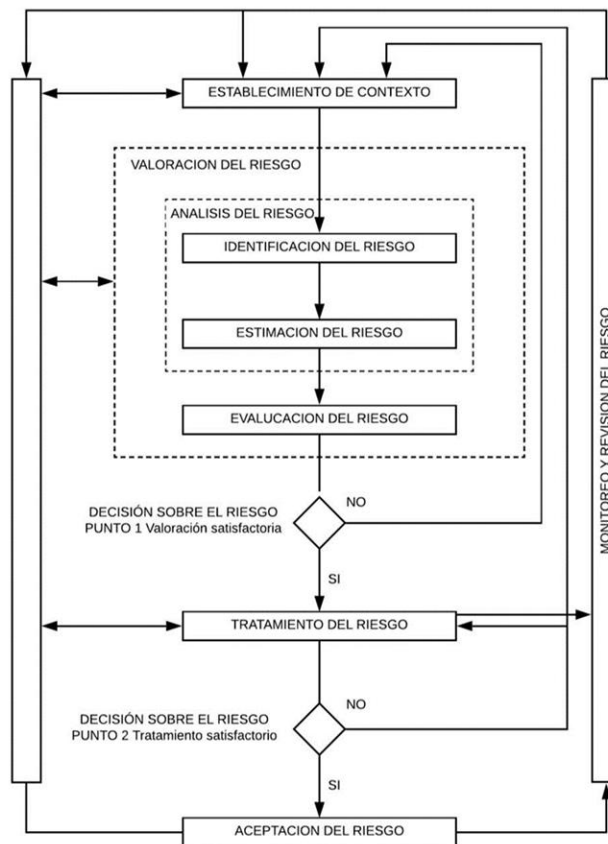 ESTABLECIMIENTO DE CONTEXTO
VALORACION DEL RIESGO
ANALISIS DEL RIESGO
IDENTIFICACION DEL RIESGO
ESTIMACION DEL RIESGO
EVALUCACION DEL RIESGO
DECISIÓN SOBRE EL RIESGO
PUNTO 1 Valoración satisfactoria
NO
SI
TRATAMIENTO DEL RIESGO
DECISIÓN SOBRE EL RIESGO
PUNTO 2 Tratamiento satisfactorio
NO
SI
ACEPTACION DEL RIESGO
MONITOREO Y REVISION DEL RIESGO